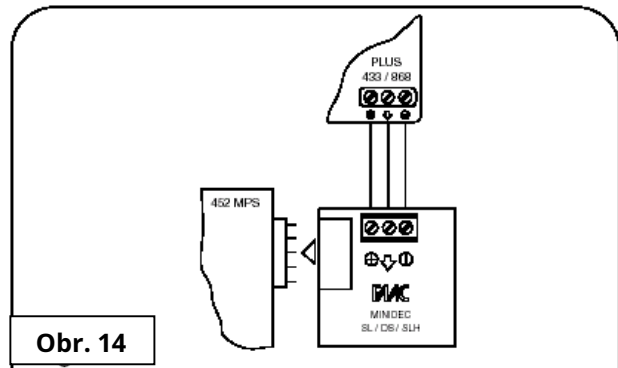 PLUS
433 / 868
452 MPS
FAAC
MINIDEC
SL / DS / SLH
Obr. 14